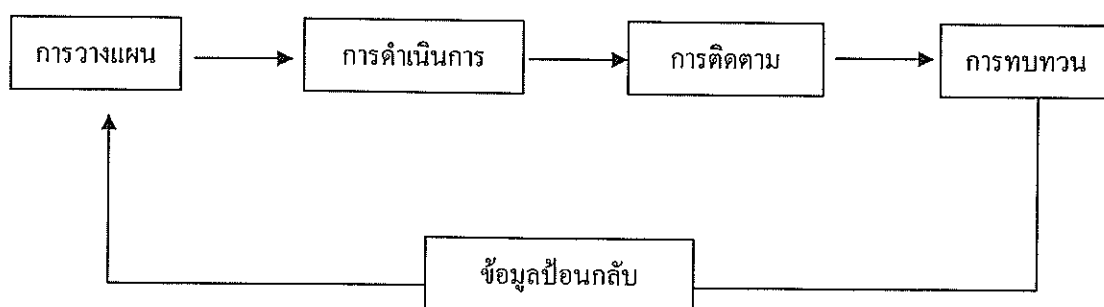 การวางแผน
การดำเนินการ
การติดตาม
การทบทวน
ข้อมูลป้อนกลับ